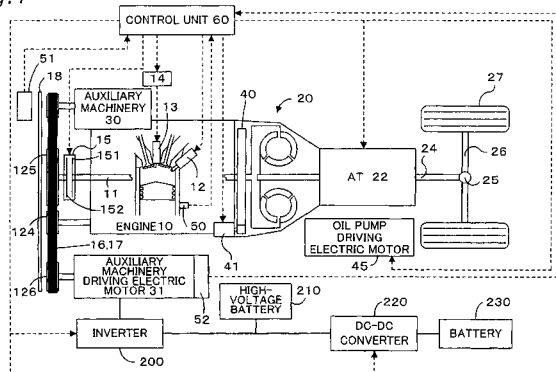 CONTROL UNIT 60
51
18
14
AUXILIARY
MACHINERY
30
13
40
20
27
15
125
151
26
24
AT 22
11
12
25
152
124
50
OIL PUMP
DRIVING
ELECTRIC MOTOR
45
16,17
ENGINE10
41
AUXILIARY
MACHINERY
DRIVING ELECTRIC
MOTOR 31
126
52
HIGH-
VOLTAGE
BATTERY
210
220
230
INVERTER
DC-DC
CONVERTER
BATTERY
200